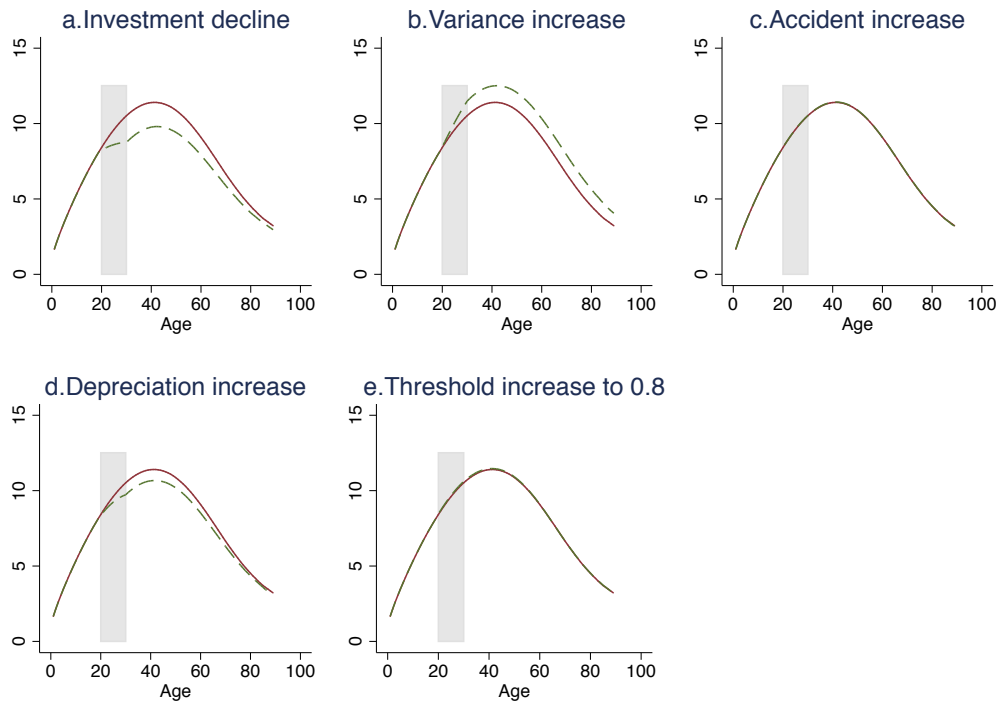 a.Investment decline
b.Variance increase
c.Accident increase
15
10
5
0
0 20 40 60 80 100
Age
15
10
5
0
0 20 40 60 80 100
Age
15
10
5
0
0 20 40 60 80 100
Age
d.Depreciation increase
e.Threshold increase to 0.8
15
10
5
0
0 20 40 60 80 100
Age
15
10
5
0
0 20 40 60 80 100
Age